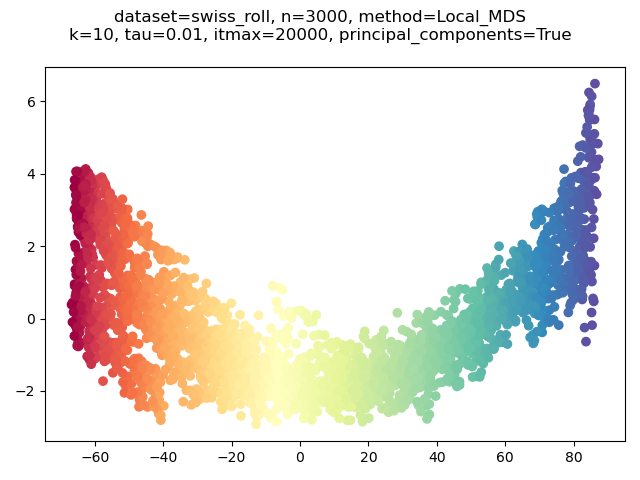 dataset=swiss_roll, n=3000, method=Local_MDS
k=10, tau=0.01, itmax=20000, principal_components=True
6
4
2
0
−2
−60 −40 −20 0 20 40 60 80